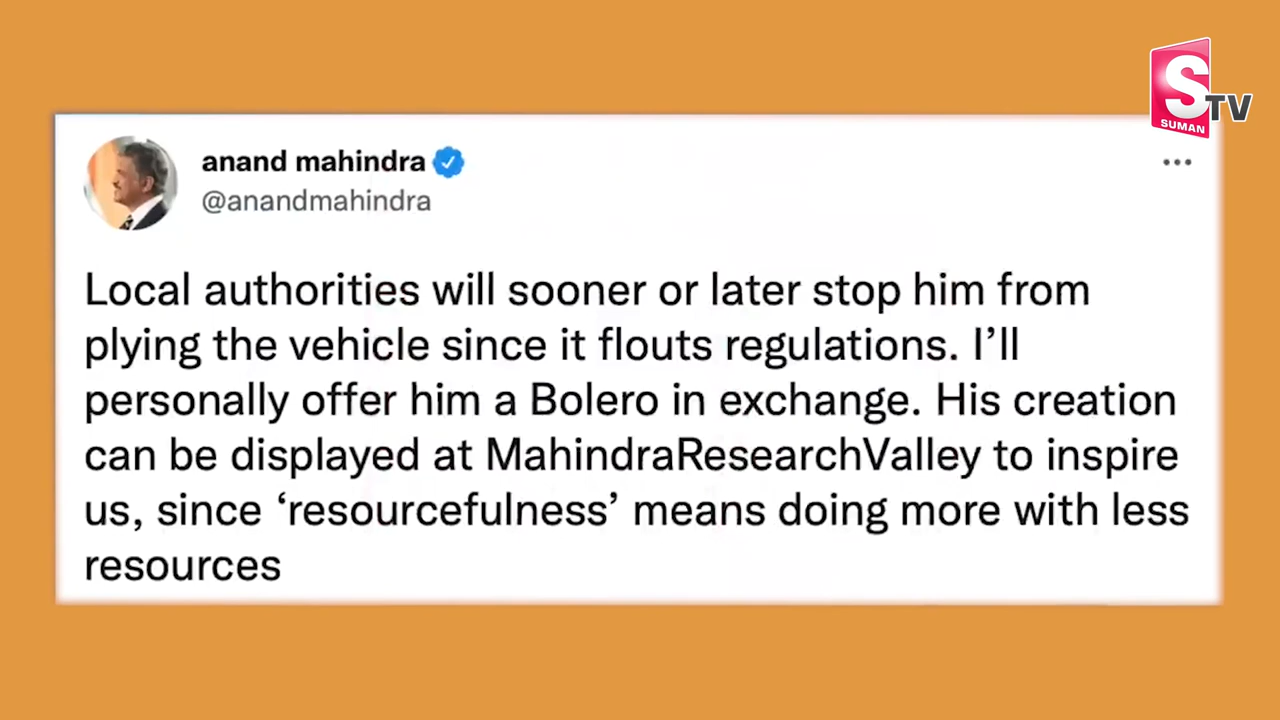 S
TV
SUMAN
anand mahindra
@anandmahindra
Local authorities will sooner or later stop him from
plying the vehicle since it flouts regulations. I’ll
personally offer him a Bolero in exchange. His creation
can be displayed at MahindraResearchValley to inspire
us, since ‘resourcefulness’ means doing more with less
resources